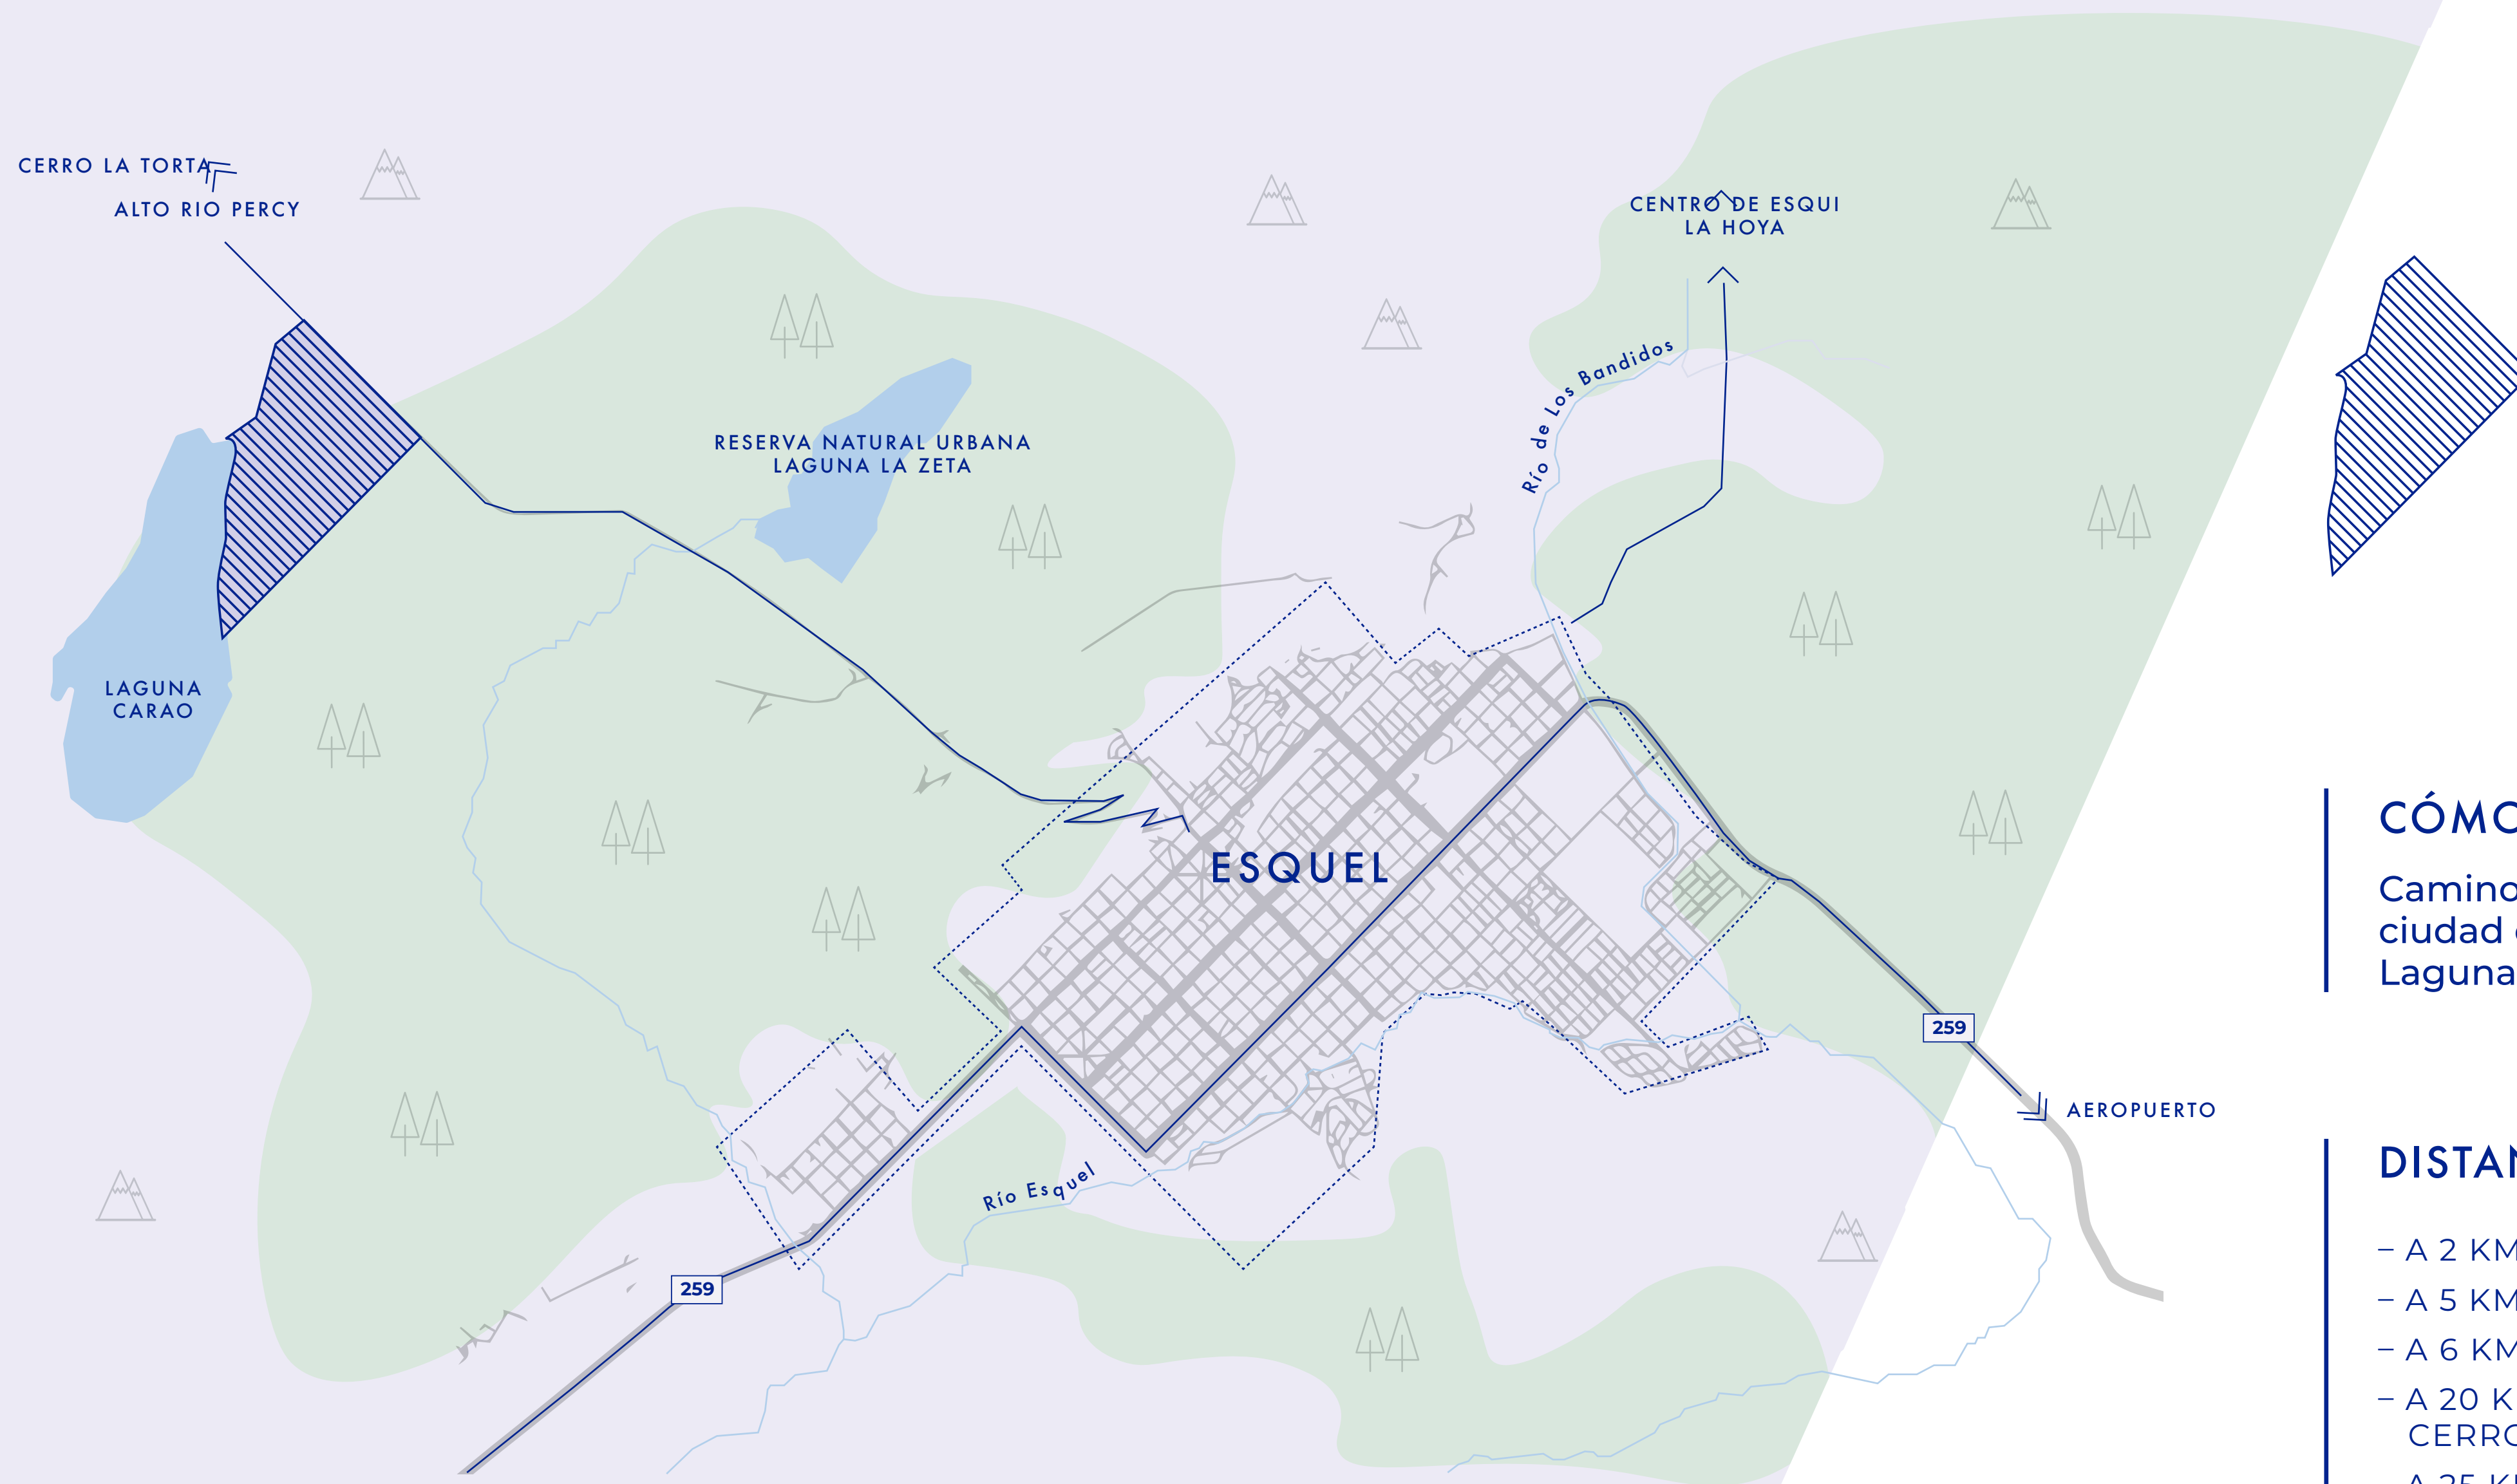 CERRO LA TORTA
ALTO RIO PERCY
CENTRO DE ESQUI
LA HOYA
Río de Los Bandidos
RESERVA NATURAL URBANA
LAGUNA LA ZETA
LAGUNA
CARAO
ESQUEL
CÓMO
Camino
ciudad
Laguna
259
AEROPUERTO
Río Esquel
259
– A 2 KM
– A 5 KM
– A 6 KM
– A 20 K